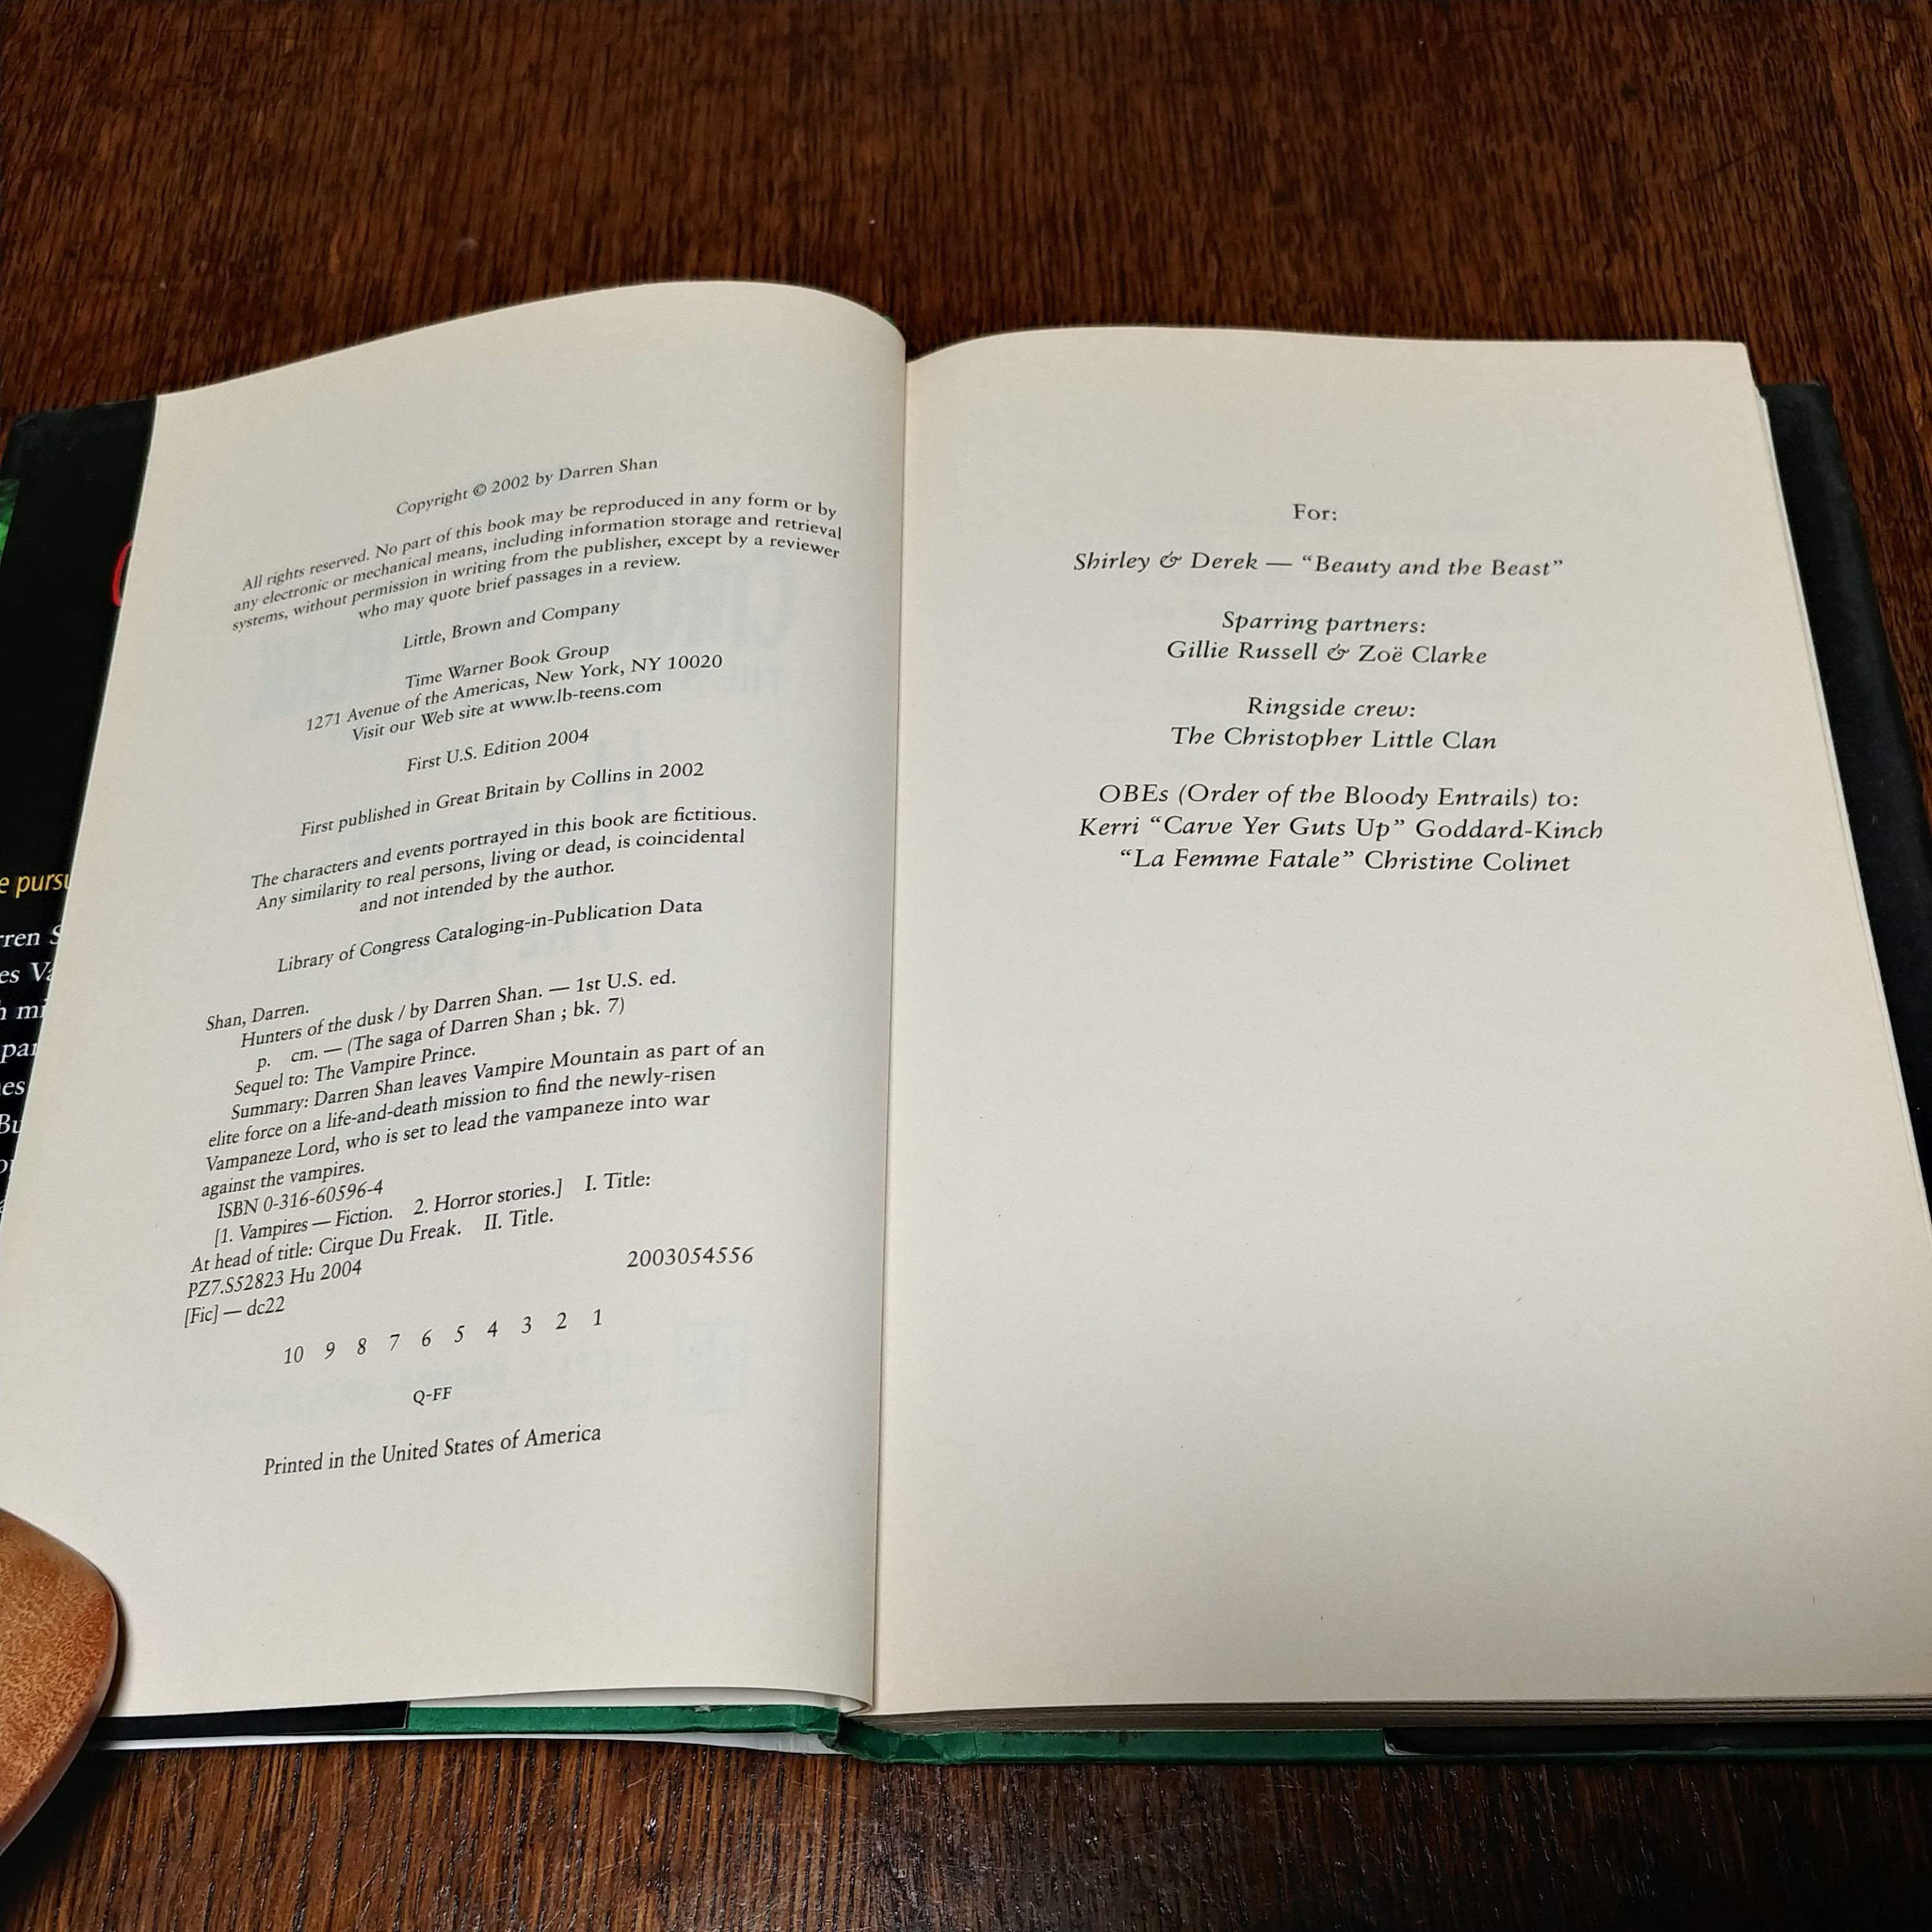 e pursu
rren S
es Va
h mi
par
nes
Bu
Copyright © 2002 by Darren Shan
All rights reserved. No part of this book may be reproduced in any form or by
any electronic or mechanical means, including information storage and retrieval
systems, without permission in writing from the publisher, except by a reviewer
who may quote brief passages in a review.
Little, Brown and Company
Time Warner Book Group
1271 Avenue of the Americas, New York, NY 10020
Visit our Web site at www.lb-teens.com
First U.S. Edition 2004
First published in Great Britain by Collins in 2002
The characters and events portrayed in this book are fictitious.
Any similarity to real persons, living or dead, is coincidental
and not intended by the author.
Library of Congress Cataloging-in-Publication Data
Shan, Darren.
Hunters of the dusk / by Darren Shan. — 1st U.S. ed.
p. cm. — (The saga of Darren Shan ; bk. 7)
Sequel to: The Vampire Prince.
Summary: Darren Shan leaves Vampire Mountain as part of an
elite force on a life-and-death mission to find the newly-risen
Vampaneze Lord, who is set to lead the vampaneze into war
against the vampires.
ISBN 0-316-60596-4
[1. Vampires — Fiction. 2. Horror stories.] I. Title:
At head of title: Cirque Du Freak. II. Title.
PZ7.S52823 Hu 2004
2003054556
[Fic] — dc22
10 9 8 7 6 5 4 3 2 1
Q-FF
Printed in the United States of America
For:
Shirley & Derek — “Beauty and the Beast”
Sparring partners:
Gillie Russell & Zoë Clarke
Ringside crew:
The Christopher Little Clan
OBEs (Order of the Bloody Entrails) to:
Kerri “Carve Yer Guts Up” Goddard-Kinch
“La Femme Fatale” Christine Colinet